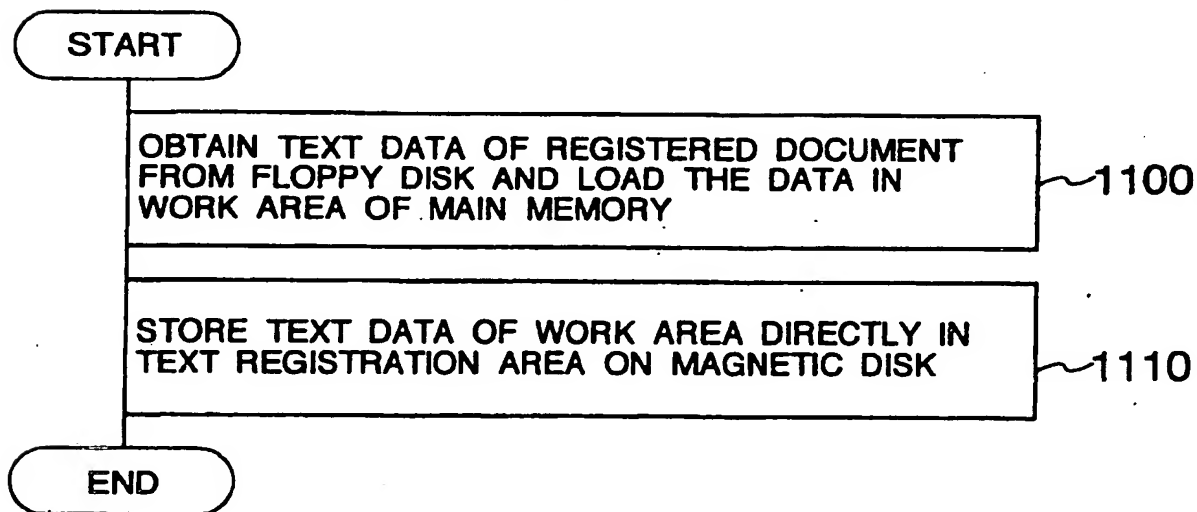 START
OBTAIN TEXT DATA OF REGISTERED DOCUMENT
FROM FLOPPY DISK AND LOAD THE DATA IN
WORK AREA OF MAIN MEMORY
1100
STORE TEXT DATA OF WORK AREA DIRECTLY IN
TEXT REGISTRATION AREA ON MAGNETIC DISK
1110
END